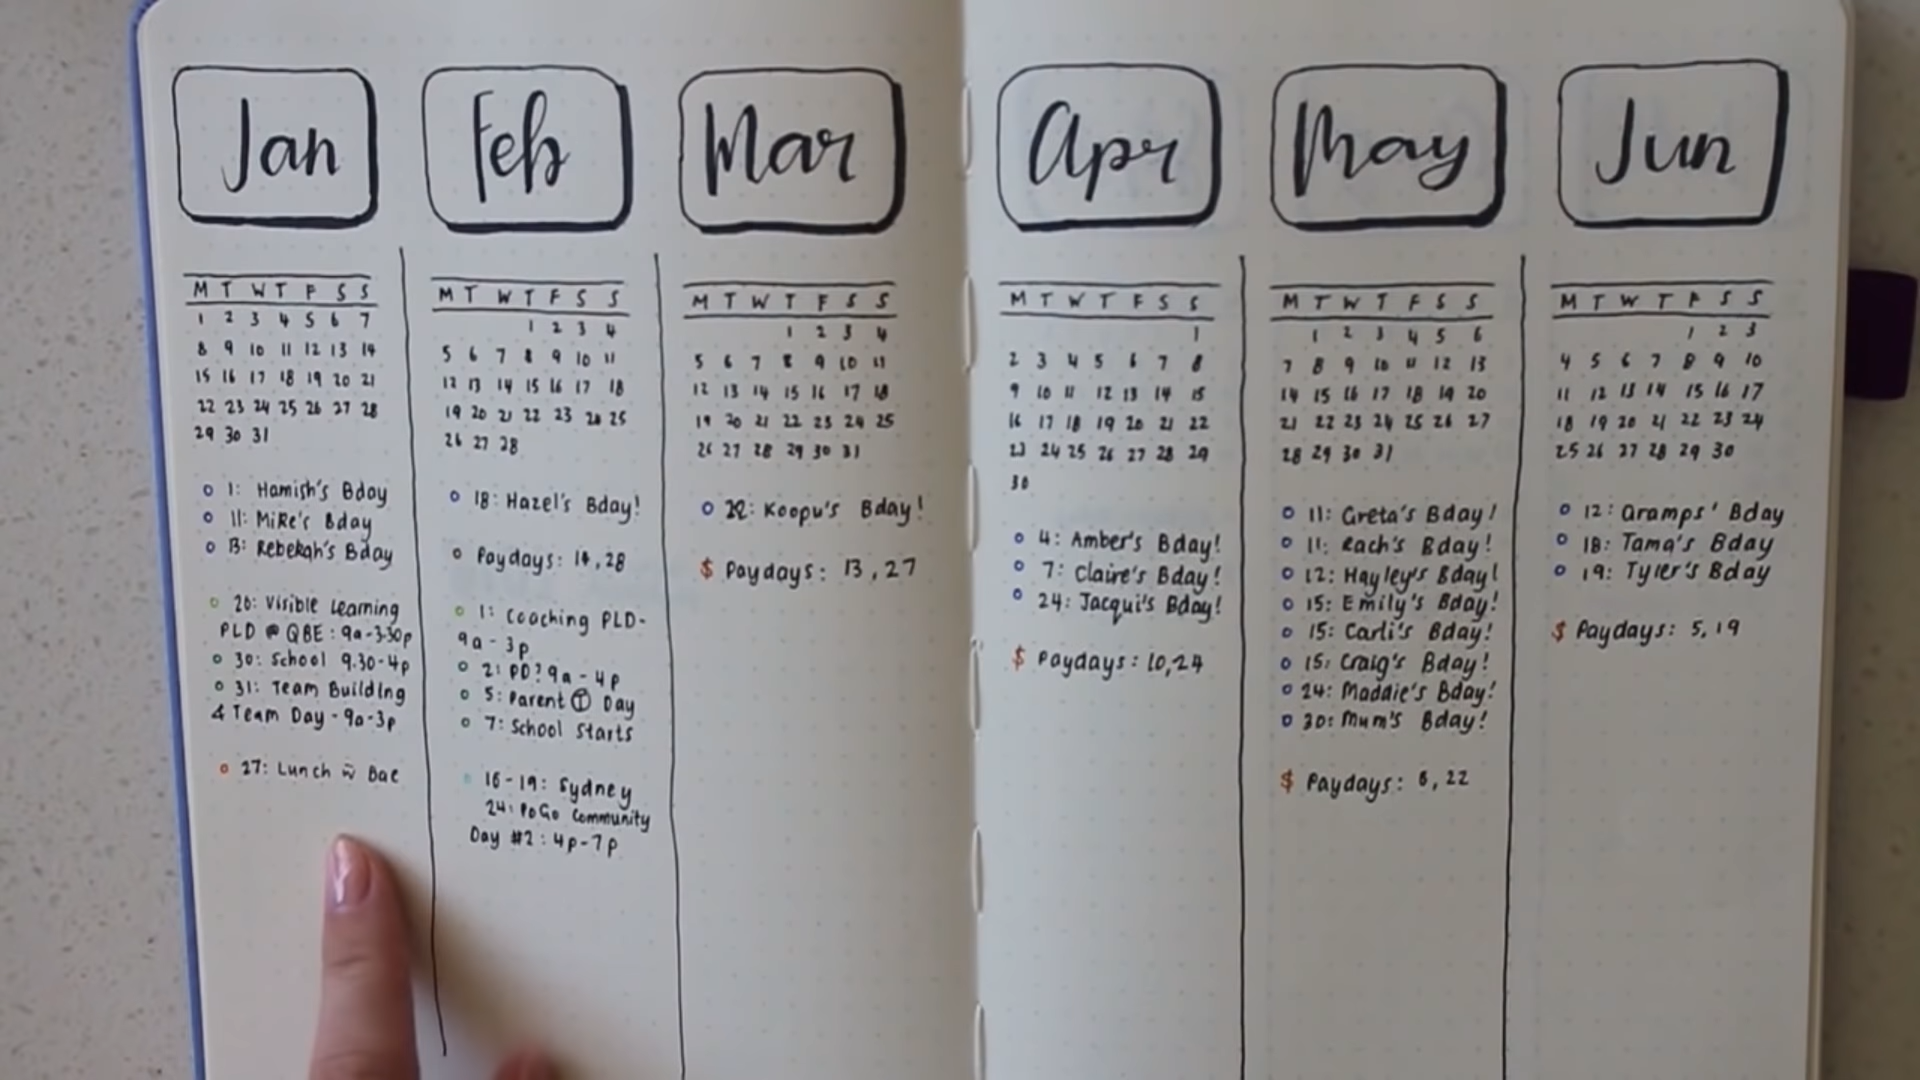 Jan
M T W T F S S
1 2 3 4 5 6 7
8 9 10 11 12 13 14
15 16 17 18 19 20 21
22 23 24 25 26 27 28
29 30 31
1: Hamish's Bday
11: Mike's Bday
13: Rebekah's Bday
20: Visible Learning
PLD @ QBE: 9a-3.30p
30: School 9.30-4p
31: Team Building
& Team Day - 9a-3p
27: Lunch w Bae
Feb
M T W T F S S
1 2 3 4
5 6 7 8 9 10 11
12 13 14 15 16 17 18
19 20 21 22 23 24 25
26 27 28
18: Hazel's Bday!
Paydays: 14, 28
1: Coaching PLD-
9a - 3p
2: PD? 9a - 4p
5: Parent T Day
7: School Starts
16-19: Sydney
24: PoGo Community
Day #2: 4p-7p
Mar
M T W T F S S
1 2 3 4
5 6 7 8 9 10 11
12 13 14 15 16 17 18
19 20 21 22 23 24 25
26 27 28 29 30 31
22: Koopu's Bday!
$ Paydays: 13, 27
Apr
M T W T F S S
1
2 3 4 5 6 7 8
9 10 11 12 13 14 15
16 17 18 19 20 21 22
23 24 25 26 27 28 29
30
4: Amber's Bday!
7: Claire's Bday!
24: Jacqui's Bday!
$ Paydays: 10, 24
May
M T W T F S S
1 2 3 4 5 6
7 8 9 10 11 12 13
14 15 16 17 18 19 20
21 22 23 24 25 26 27
28 29 30 31
11: Greta's Bday!
11: Rach's Bday!
12: Hayley's Bday!
15: Emily's Bday!
15: Carli's Bday!
15: Craig's Bday!
24: Maddie's Bday!
30: Mum's Bday!
$ Paydays: 8, 22
Jun
M T W T F S S
1 2 3
4 5 6 7 8 9 10
11 12 13 14 15 16 17
18 19 20 21 22 23 24
25 26 27 28 29 30
12: Gramps' Bday
18: Tama's Bday
19: Tyler's Bday
$ Paydays: 5, 19